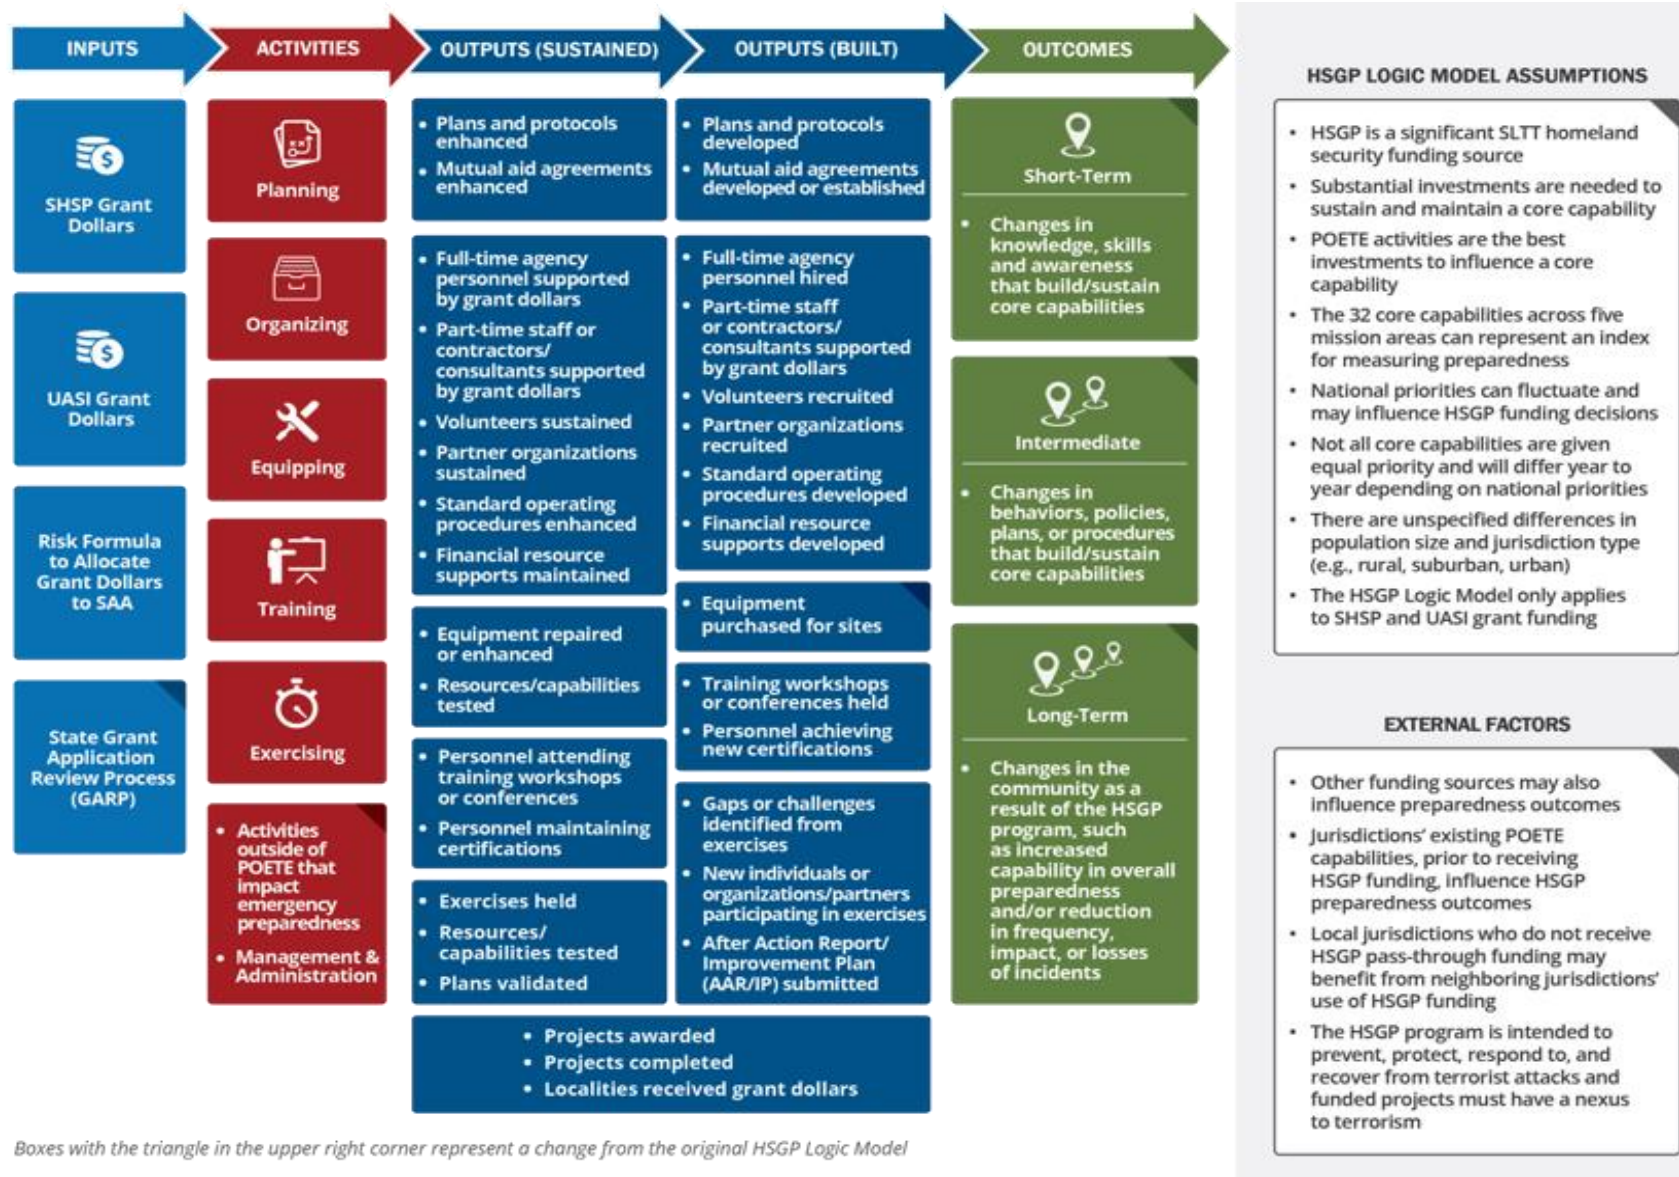 INPUTS
ACTIVITIES
OUTPUTS (SUSTAINED)
OUTPUTS (BUILT)
OUTCOMES
SHSP Grant
Dollars
UASI Grant
Dollars
Risk Formula
to Allocate
Grant Dollars
to SAA
State Grant
Application
Review Process
(GARP)
Planning
Organizing
Equipping
Training
Exercising
• Activities
outside of
POETE that
impact
emergency
preparedness
• Management &
Administration
• Plans and protocols
enhanced
• Mutual aid agreements
enhanced
• Full-time agency
personnel supported
by grant dollars
• Part-time staff or
contractors/
consultants supported
by grant dollars
• Volunteers sustained
• Partner organizations
sustained
• Standard operating
procedures enhanced
• Financial resource
supports maintained
• Equipment repaired
or enhanced
• Resources/capabilities
tested
• Personnel attending
training workshops
or conferences
• Personnel maintaining
certifications
• Exercises held
• Resources/
capabilities tested
• Plans validated
• Plans and protocols
developed
• Mutual aid agreements
developed or established
• Full-time agency
personnel hired
• Part-time staff
or contractors/
consultants supported
by grant dollars
• Volunteers recruited
• Partner organizations
recruited
• Standard operating
procedures developed
• Financial resource
supports developed
• Equipment
purchased for sites
• Training workshops
or conferences held
• Personnel achieving
new certifications
• Gaps or challenges
identified from
exercises
• New individuals or
organizations/partners
participating in exercises
• After Action Report/
Improvement Plan
(AAR/IP) submitted
• Projects awarded
• Projects completed
• Localities received grant dollars
Short-Term
• Changes in
knowledge, skills
and awareness
that build/sustain
core capabilities
Intermediate
• Changes in
behaviors, policies,
plans, or procedures
that build/sustain
core capabilities
Long-Term
• Changes in the
community as a
result of the HSGP
program, such
as increased
capability in overall
preparedness
and/or reduction
in frequency,
impact, or losses
of incidents
HSGP LOGIC MODEL ASSUMPTIONS
• HSGP is a significant SLTT homeland
security funding source
• Substantial investments are needed to
sustain and maintain a core capability
• POETE activities are the best
investments to influence a core
capability
• The 32 core capabilities across five
mission areas can represent an index
for measuring preparedness
• National priorities can fluctuate and
may influence HSGP funding decisions
• Not all core capabilities are given
equal priority and will differ year to
year depending on national priorities
• There are unspecified differences in
population size and jurisdiction type
(e.g., rural, suburban, urban)
• The HSGP Logic Model only applies
to SHSP and UASI grant funding
EXTERNAL FACTORS
• Other funding sources may also
influence preparedness outcomes
• Jurisdictions' existing POETE
capabilities, prior to receiving
HSGP funding, influence HSGP
preparedness outcomes
• Local jurisdictions who do not receive
HSGP pass-through funding may
benefit from neighboring jurisdictions'
use of HSGP funding
• The HSGP program is intended to
prevent, protect, respond to, and
recover from terrorist attacks and
funded projects must have a nexus
to terrorism
Boxes with the triangle in the upper right corner represent a change from the original HSGP Logic Model